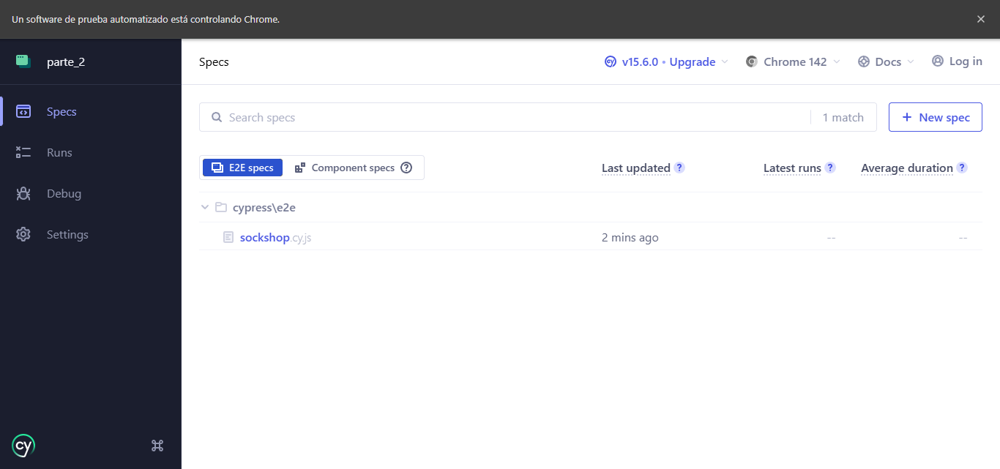 Un software de prueba automatizado está controlando Chrome.
parte_2
Specs
v15.6.0 • Upgrade
Chrome 142
Docs
Log in
Specs
Runs
Debug
Settings
Search specs
1 match
+ New spec
E2E specs
Component specs ?
Last updated ?
Latest runs ?
Average duration ?
cypress\e2e
sockshop.cy.js
2 mins ago
--
--
cy
⌘